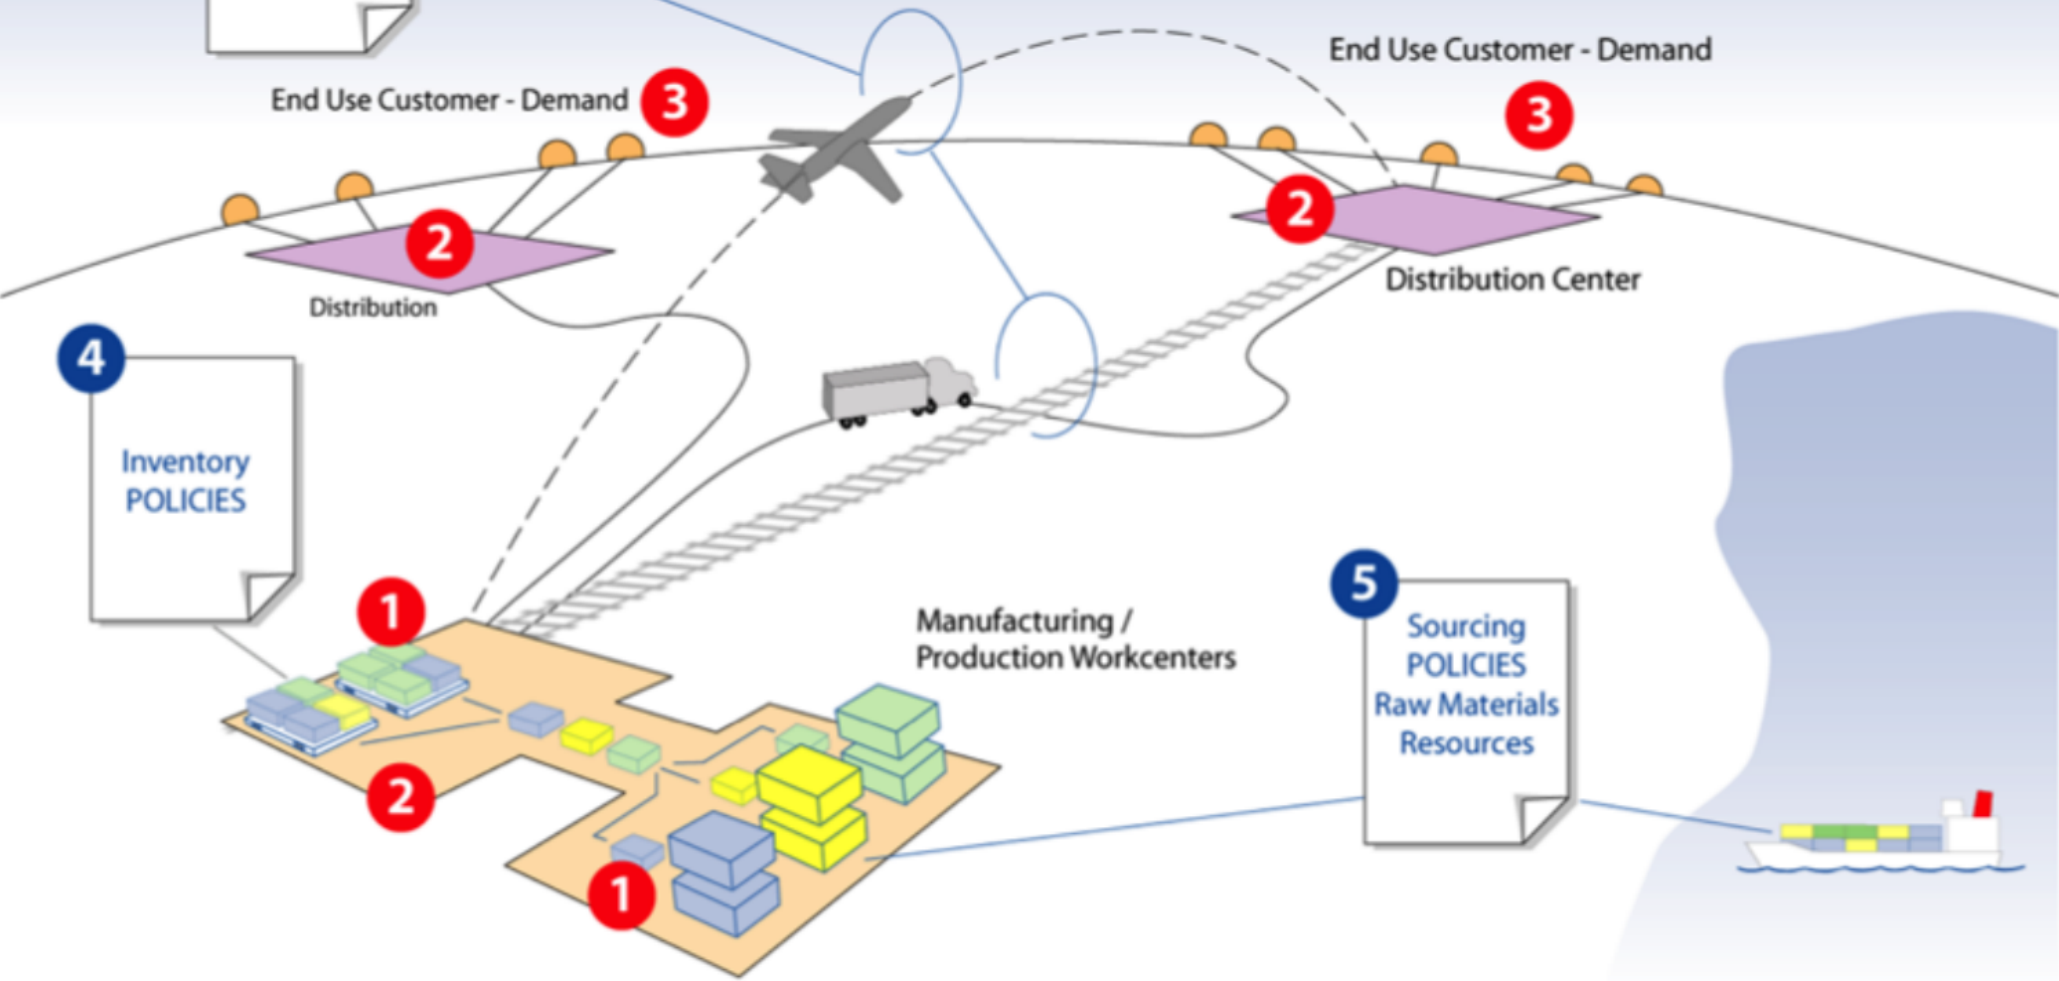 End Use Customer - Demand
3
End Use Customer - Demand
3
2
Distribution
2
Distribution Center
4
Inventory
POLICIES
1
2
Manufacturing /
Production Workcenters
1
5
Sourcing
POLICIES
Raw Materials
Resources